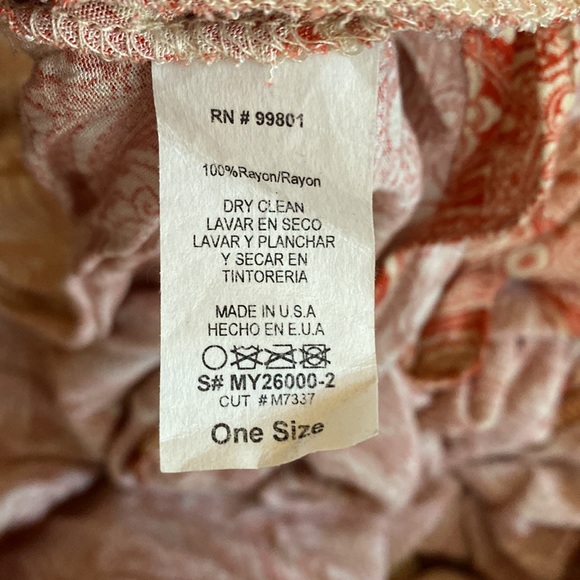 RN # 99801
100%Rayon/Rayon
DRY CLEAN
LAVAR EN SECO
LAVAR Y PLANCHAR
Y SECAR EN
TINTORERIA
MADE IN U.S.A
HECHO EN E.U.A
S# MY26000-2
CUT # M7337
One Size